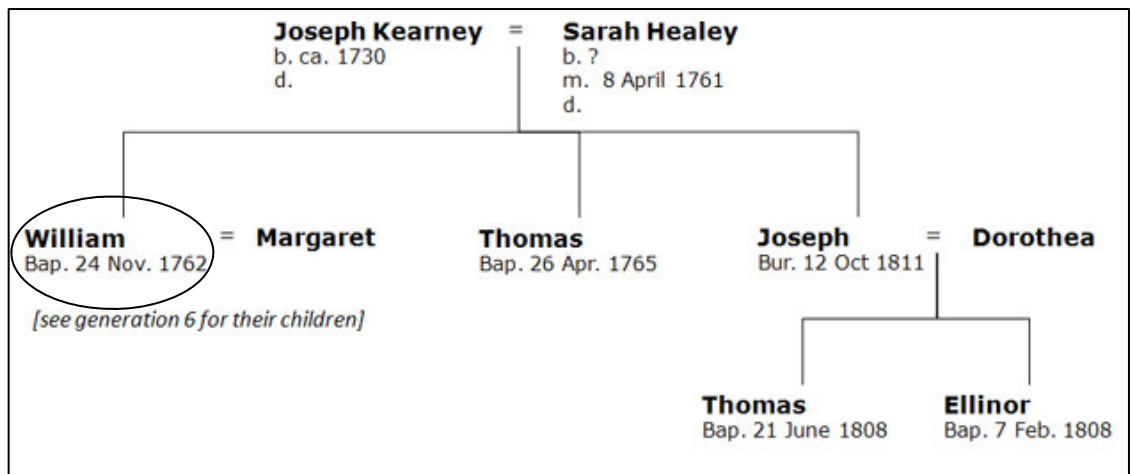 Joseph Kearney = Sarah Healey
b. ca. 1730 b. ?
d. m. 8 April 1761
d.
William = Margaret Thomas Joseph = Dorothea
Bap. 24 Nov. 1762 Bap. 26 Apr. 1765 Bur. 12 Oct 1811
[see generation 6 for their children]
Thomas Ellinor
Bap. 21 June 1808 Bap. 7 Feb. 1808